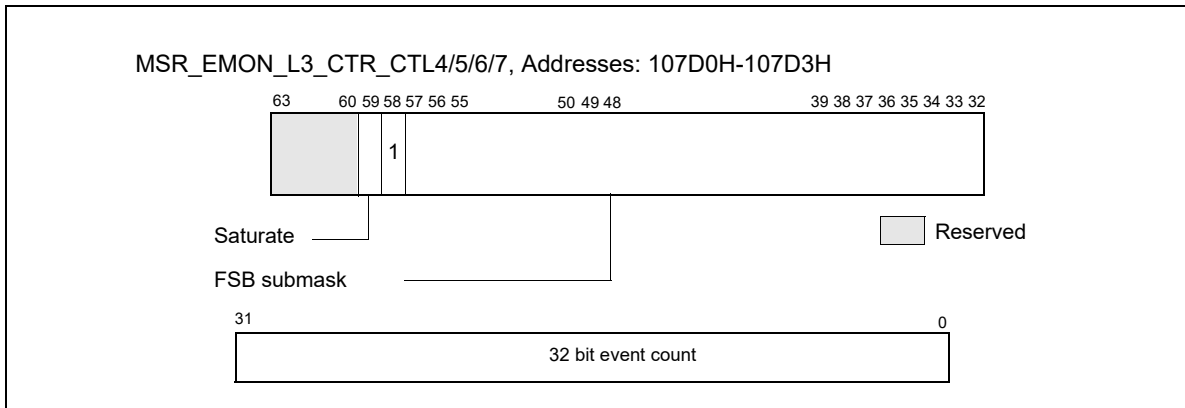 MSR_EMON_L3_CTR_CTL4/5/6/7, Addresses: 107D0H-107D3H
63 60 59 58 57 56 55 50 49 48 39 38 37 36 35 34 33 32
1
Saturate
Reserved
FSB submask
31 0
32 bit event count